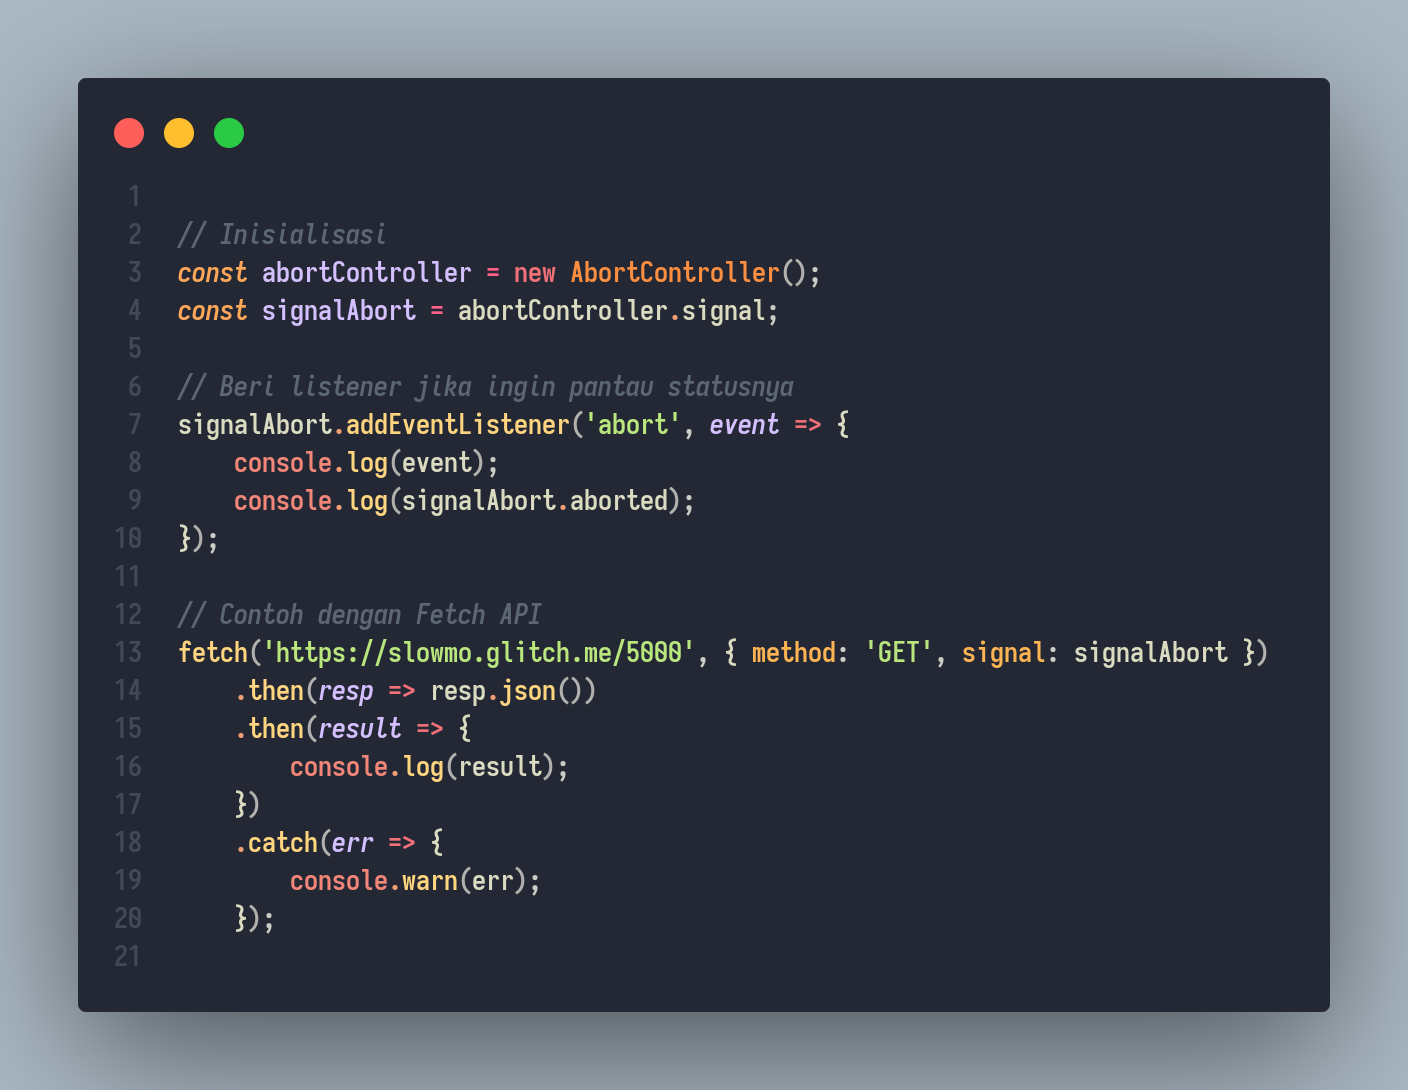 1
2 // Inisialisasi
3 const abortController = new AbortController();
4 const signalAbort = abortController.signal;
5
6 // Beri listener jika ingin pantau statusnya
7 signalAbort.addEventListener('abort', event => {
8     console.log(event);
9     console.log(signalAbort.aborted);
10 });
11
12 // Contoh dengan Fetch API
13 fetch('https://slowmo.glitch.me/5000', { method: 'GET', signal: signalAbort })
14     .then(resp => resp.json())
15     .then(result => {
16         console.log(result);
17     })
18     .catch(err => {
19         console.warn(err);
20     });
21